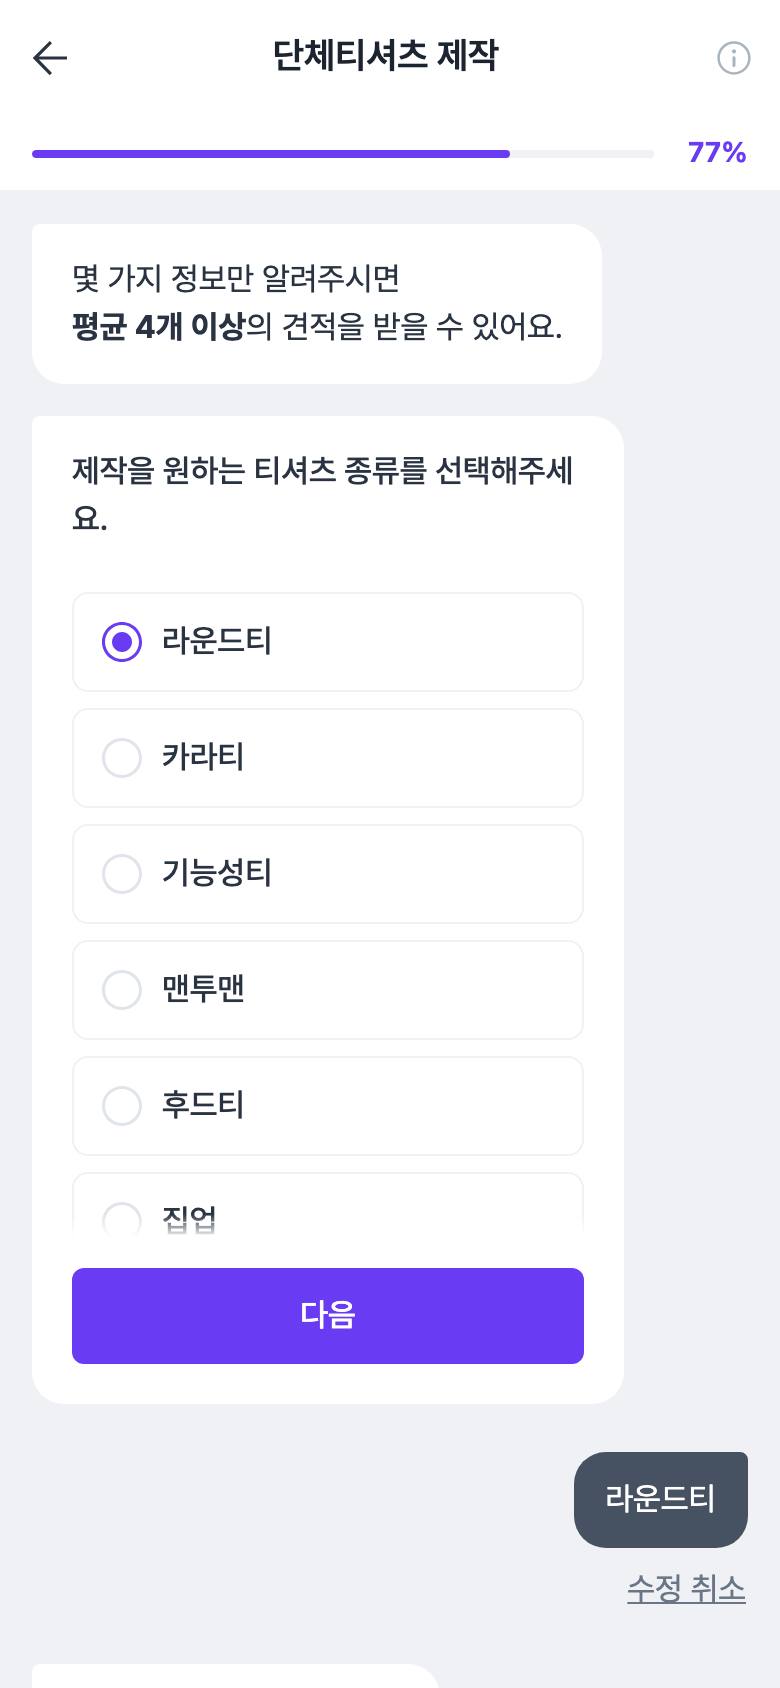 단체티셔츠 제작
77%
몇 가지 정보만 알려주시면
평균 4개 이상의 견적을 받을 수 있어요.
제작을 원하는 티셔츠 종류를 선택해주세
요.
라운드티
카라티
기능성티
맨투맨
후드티
집업
다음
라운드티
수정 취소